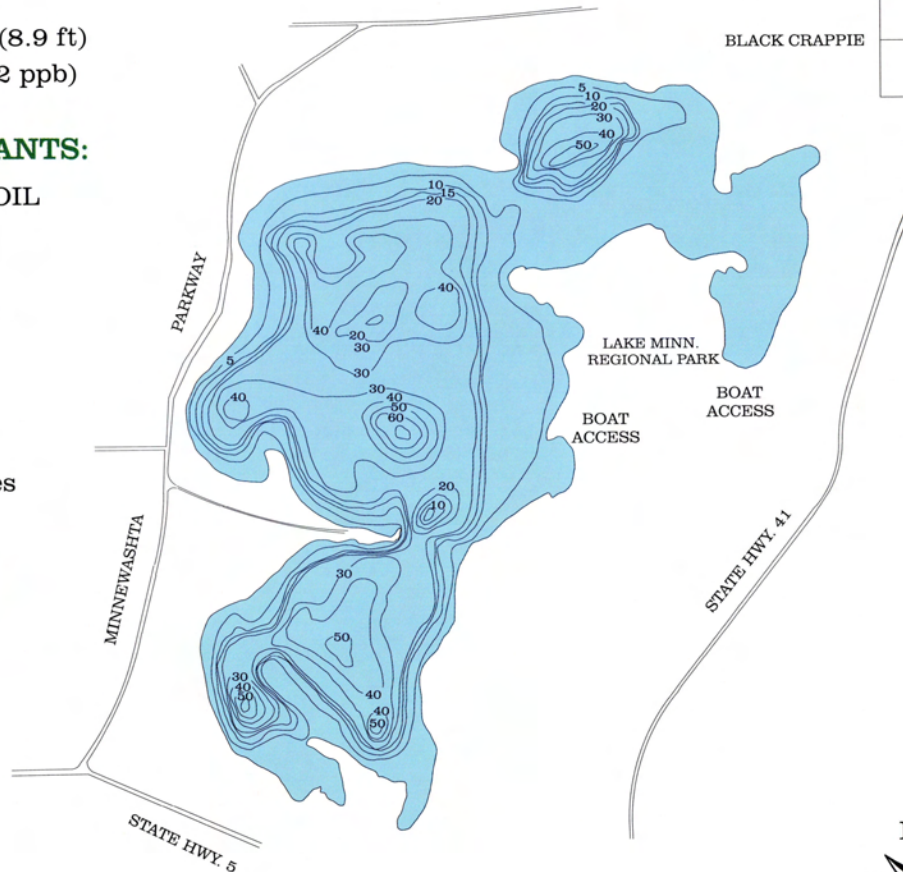 (8.9 ft)
2 ppb)
ANTS:
OIL
es
BLACK CRAPPIE
5
10
20
30
40
50
10
15
20
40
40
20
30
30
5
40
30
40
50
60
20
10
30
50
30
40
50
40
40
50
PARKWAY
MINNEWASHTA
LAKE MINN.
REGIONAL PARK
BOAT
ACCESS
BOAT
ACCESS
STATE HWY. 41
STATE HWY. 5